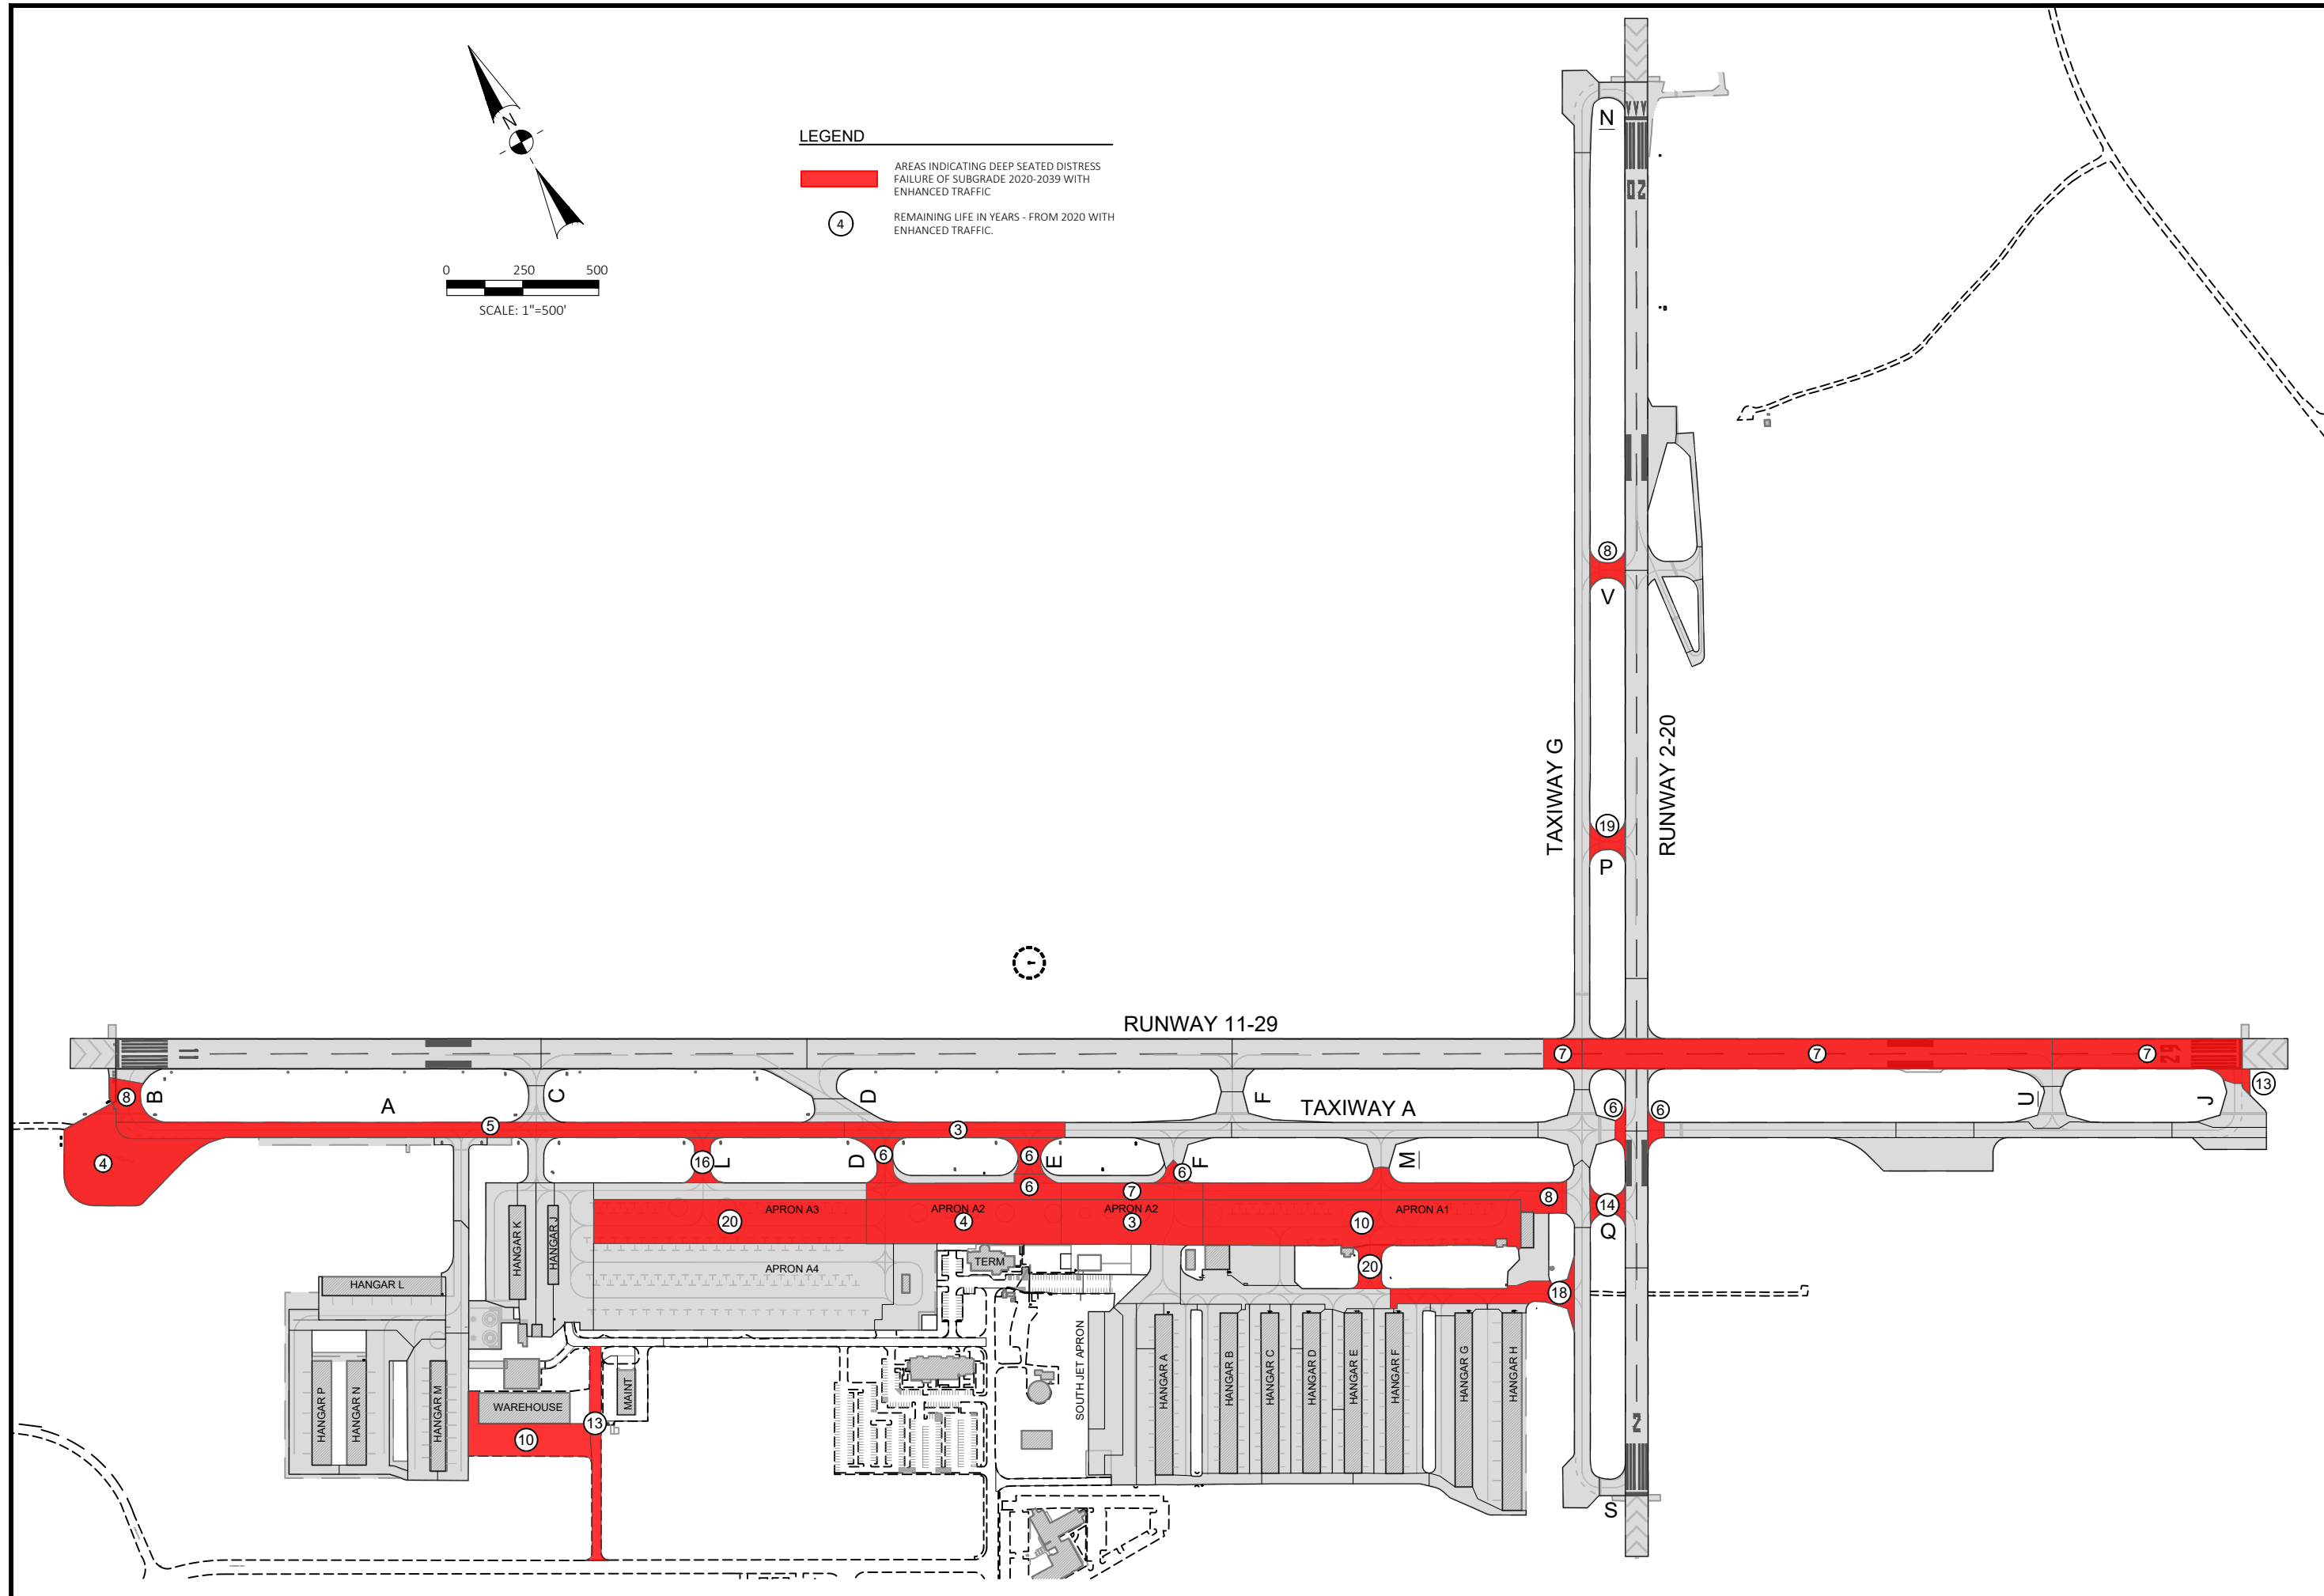 N
LEGEND
AREAS INDICATING DEEP SEATED DISTRESS
FAILURE OF SUBGRADE 2020-2039 WITH
ENHANCED TRAFFIC
4
REMAINING LIFE IN YEARS - FROM 2020 WITH
ENHANCED TRAFFIC.
0 250 500
SCALE: 1"=500'
N
20
8
V
TAXIWAY G
RUNWAY 2-20
19
P
RUNWAY 11-29
11
7
7
7
29
8
B
A
C
D
F
TAXIWAY A
6
6
U
J
13
5
3
4
16
L
D
6
6
E
6
F
M
6
7
8
14
Q
APRON A3
20
APRON A2
4
APRON A2
3
10
APRON A1
HANGAR K
HANGAR J
APRON A4
TERM
20
18
HANGAR L
HANGAR P
HANGAR N
HANGAR M
WAREHOUSE
10
13
MAINT
SOUTH JET APRON
HANGAR A
HANGAR B
HANGAR C
HANGAR D
HANGAR E
HANGAR F
HANGAR G
HANGAR H
2
S